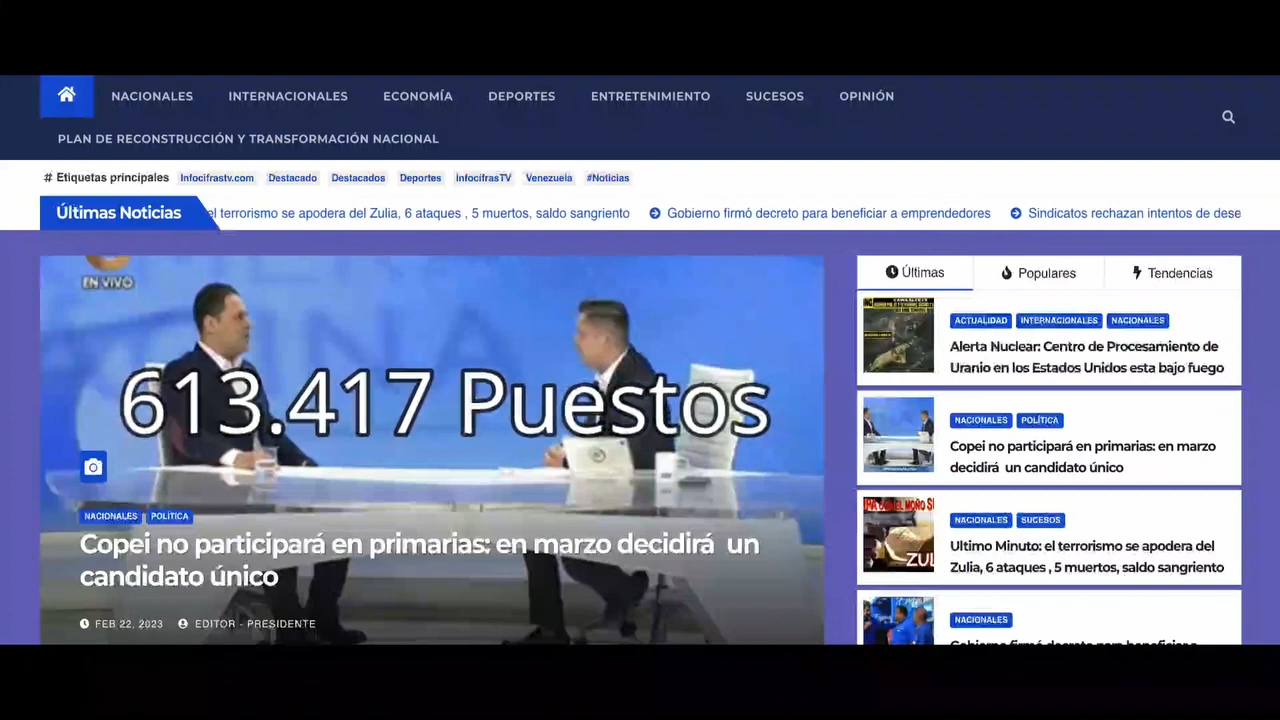 NACIONALES INTERNACIONALES ECONOMÍA DEPORTES ENTRETENIMIENTO SUCESOS OPINIÓN
PLAN DE RECONSTRUCCIÓN Y TRANSFORMACIÓN NACIONAL
# Etiquetas principales Infocifrastv.com Destacado Destacados Deportes InfocifrasTV Venezuela #Noticias
Últimas Noticias el terrorismo se apodera del Zulia, 6 ataques , 5 muertos, saldo sangriento Gobierno firmó decreto para beneficiar a emprendedores Sindicatos rechazan intentos de dese
EN VIVO
613.417 Puestos
NACIONALES POLÍTICA
Copei no participará en primarias: en marzo decidirá un
candidato único
FEB 22, 2023 EDITOR - PRESIDENTE
Últimas Populares Tendencias
ACTUALIDAD INTERNACIONALES NACIONALES
Alerta Nuclear: Centro de Procesamiento de
Uranio en los Estados Unidos esta bajo fuego
NACIONALES POLÍTICA
Copei no participará en primarias: en marzo
decidirá un candidato único
NACIONALES SUCESOS
Ultimo Minuto: el terrorismo se apodera del
Zulia, 6 ataques , 5 muertos, saldo sangriento
ZUL
NACIONALES
Gobierno firmó decreto para beneficiar a